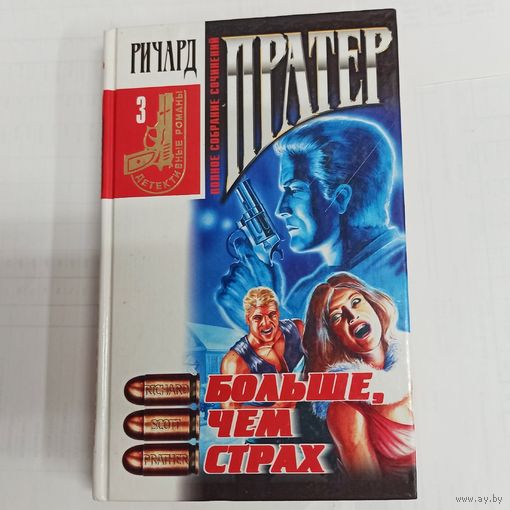 РИЧАРД
ПРАТЕР
ПОЛНОЕ СОБРАНИЕ СОЧИНЕНИЙ
3
ДЕТЕКТИВНЫЕ РОМАНЫ
RICHARD
SCOTT
PRATHER
БОЛЬШЕ,
ЧЕМ
СТРАХ
www.ay.by